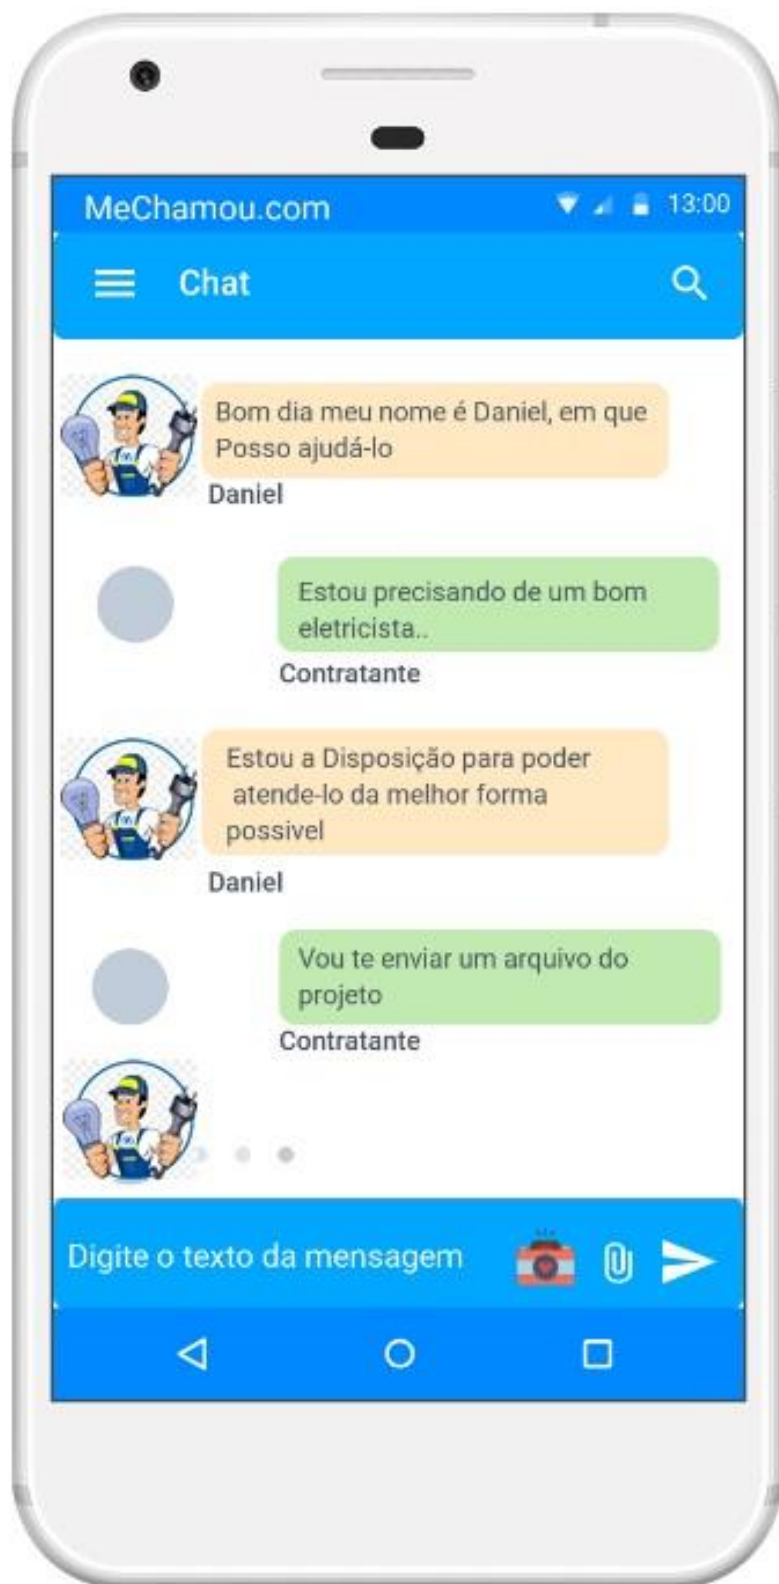 MeChamou.com 13:00
Chat
Bom dia meu nome é Daniel, em que
Posso ajudá-lo
Daniel
Estou precisando de um bom
eletricista..
Contratante
Estou a Disposição para poder
atende-lo da melhor forma
possivel
Daniel
Vou te enviar um arquivo do
projeto
Contratante
Digite o texto da mensagem